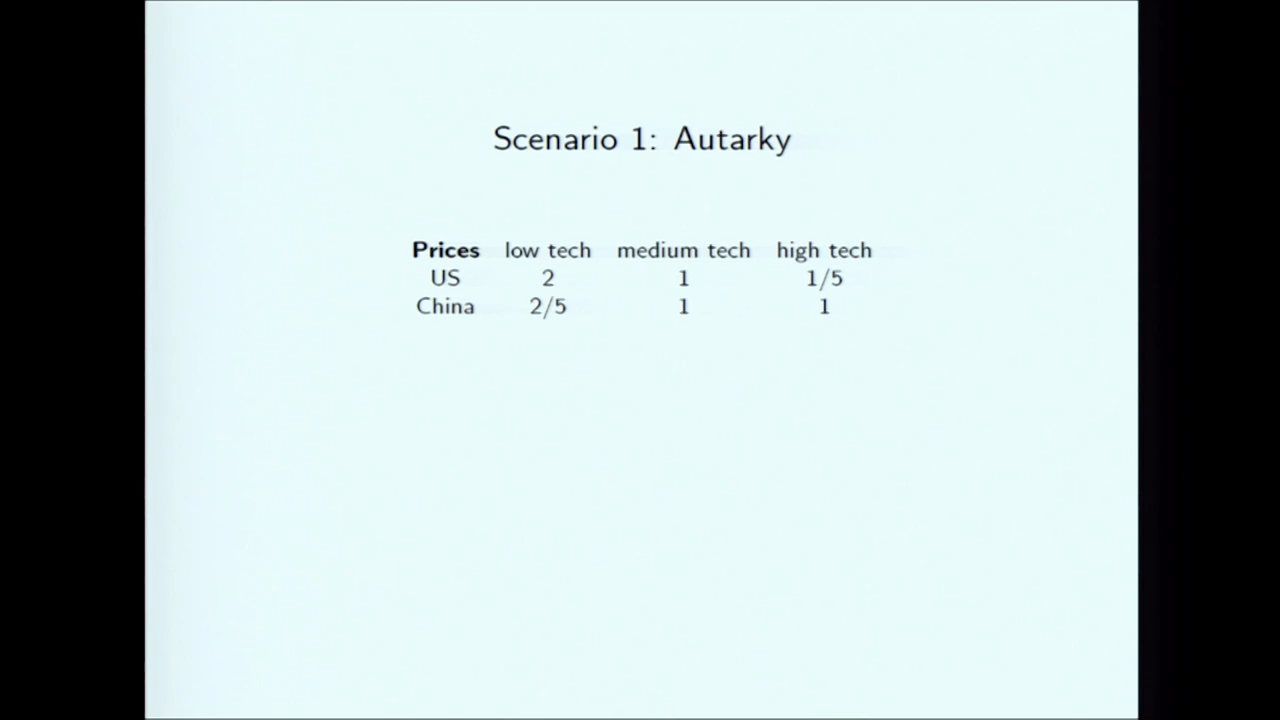 Scenario 1: Autarky
Prices low tech medium tech high tech
US 2 1 1/5
China 2/5 1 1